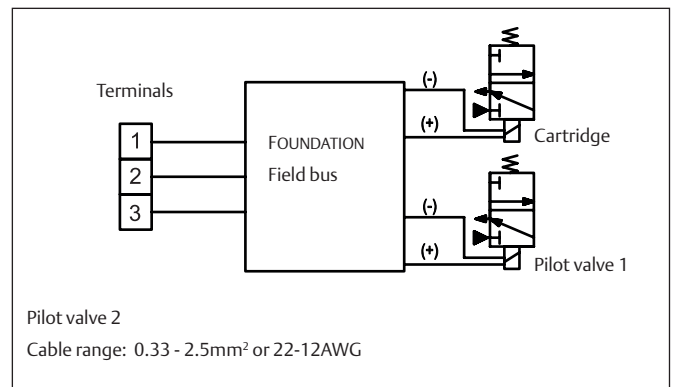 Terminals
1
2
3
FOUNDATION
Field bus
(-)
(+)
Cartridge
(-)
(+)
Pilot valve 1
Pilot valve 2
Cable range: 0.33 - 2.5mm² or 22-12AWG